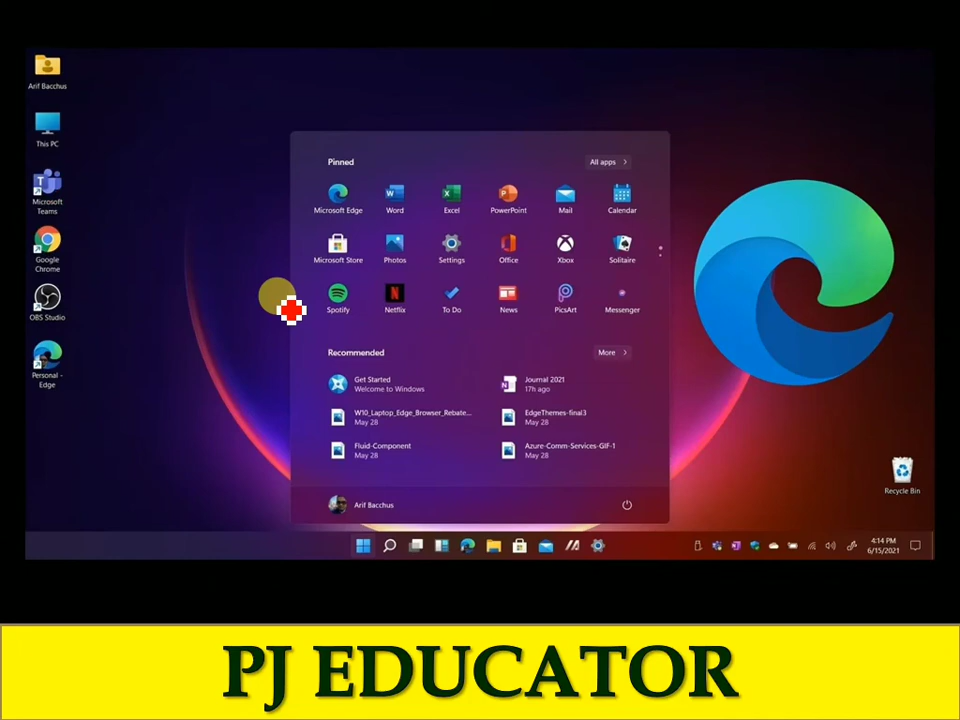 Arif Bacchus
This PC
Microsoft
Teams
Google
Chrome
OBS Studio
Personal -
Edge
Pinned
All apps
Microsoft Edge
Word
Excel
PowerPoint
Mail
Calendar
Microsoft Store
Photos
Settings
Office
Xbox
Solitaire
Spotify
Netflix
To Do
News
PicsArt
Messenger
Recommended
More
Get Started
Welcome to Windows
Journal 2021
17h ago
W10_Laptop_Edge_Browser_Rebate...
May 28
EdgeThemes-final3
May 28
Fluid-Component
May 28
Azure-Comm-Services-GIF-1
May 28
Arif Bacchus
Recycle Bin
4:14 PM
6/15/2021
PJ EDUCATOR